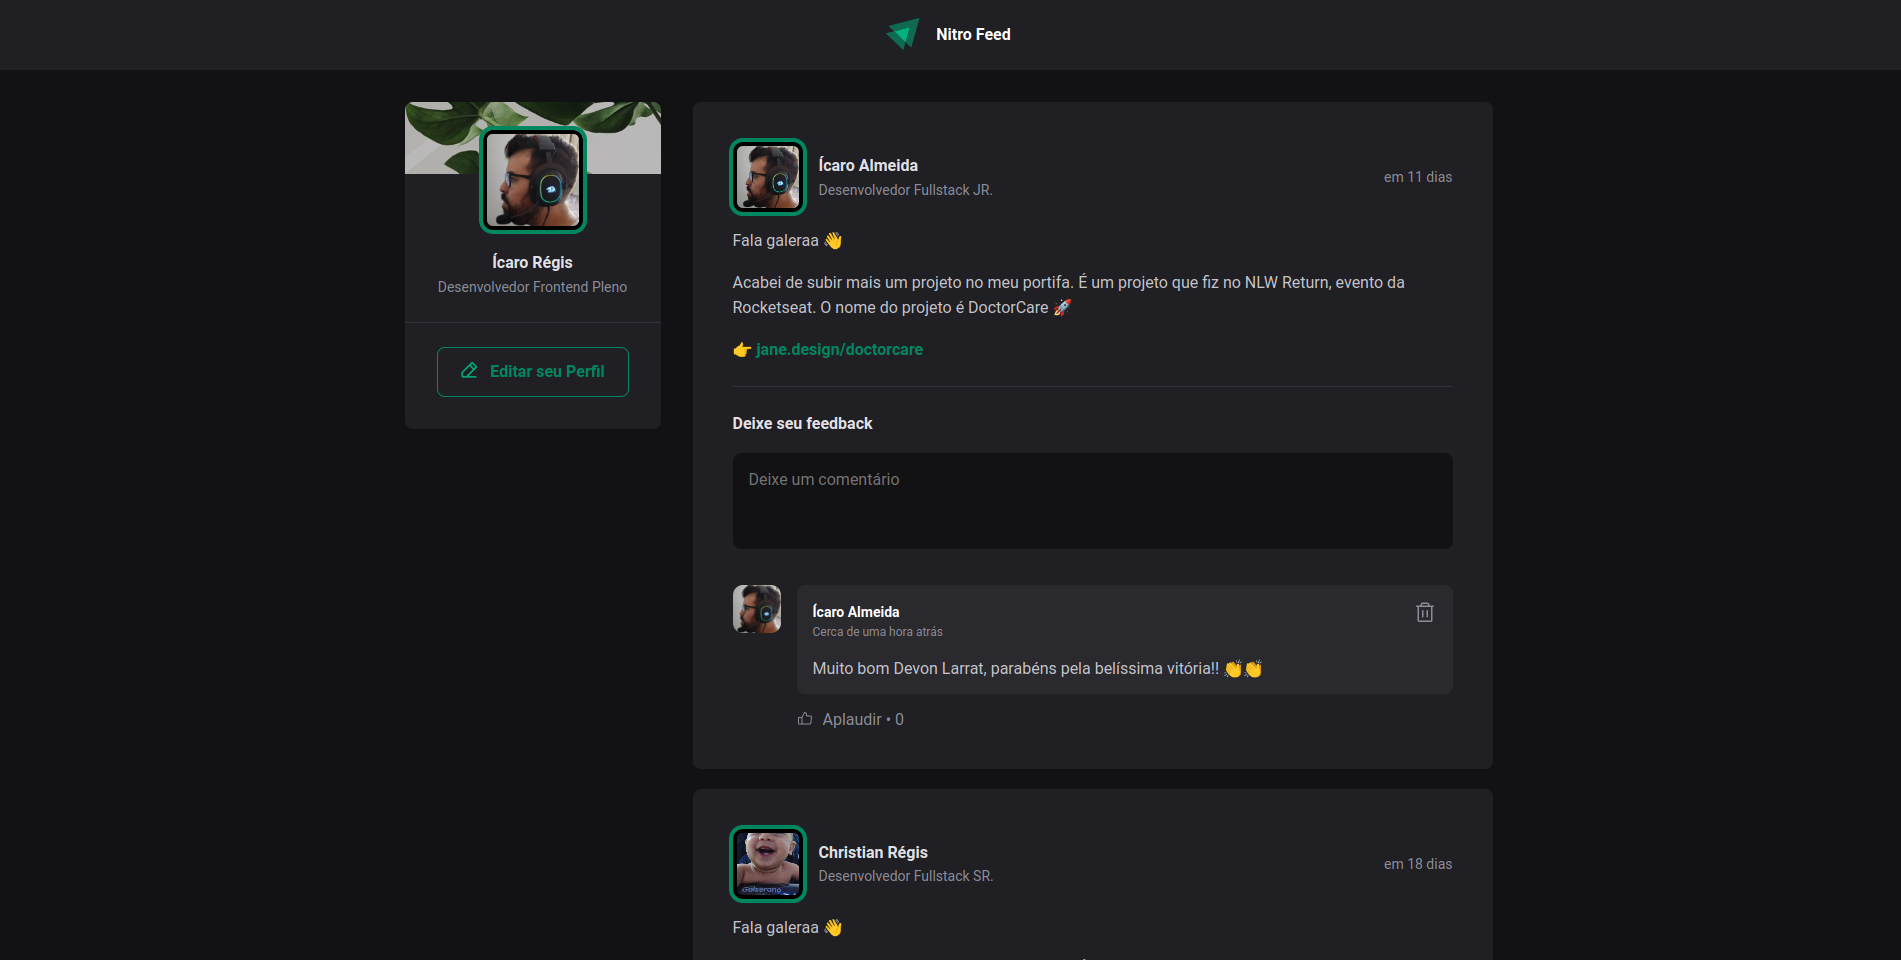 Nitro Feed
Ícaro Régis
Desenvolvedor Frontend Pleno
Editar seu Perfil
Ícaro Almeida
Desenvolvedor Fullstack JR.
em 11 dias
Fala galeraa 👋
Acabei de subir mais um projeto no meu portifa. É um projeto que fiz no NLW Return, evento da
Rocketseat. O nome do projeto é DoctorCare 🚀
👉 jane.design/doctorcare
Deixe seu feedback
Deixe um comentário
Ícaro Almeida
Cerca de uma hora atrás
Muito bom Devon Larrat, parabéns pela belíssima vitória!! 👏👏
Aplaudir • 0
Christian Régis
Desenvolvedor Fullstack SR.
em 18 dias
Fala galeraa 👋